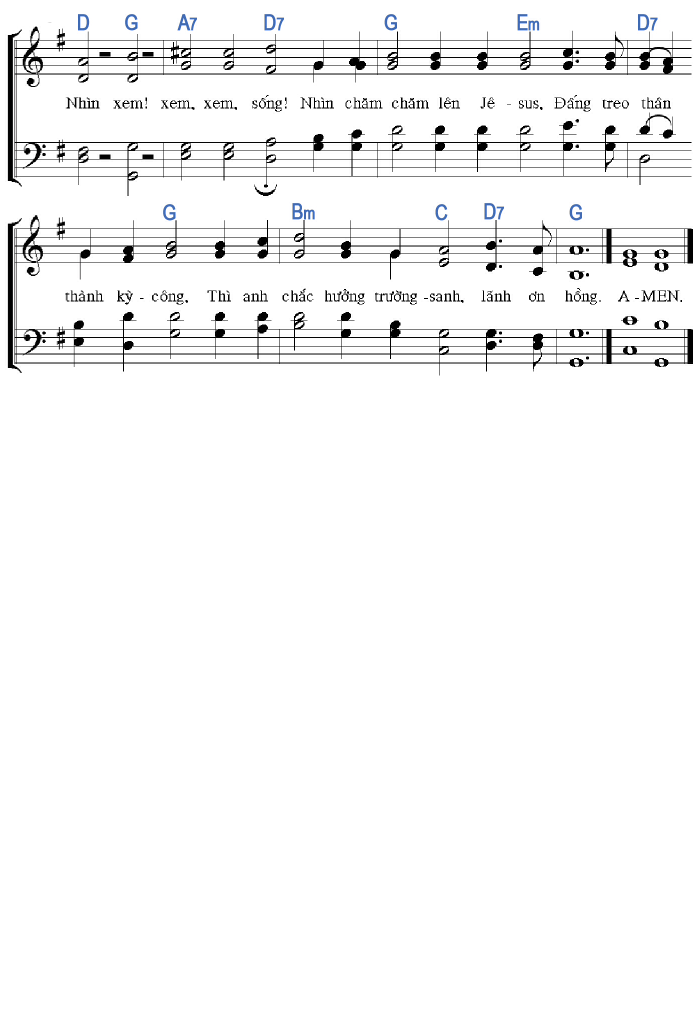 D G A7 D7 G Em D7
Nhìn xem! xem, xem, sống! Nhìn chăm chăm lên Jê - sus, Đấng treo thân
G Bm C D7 G
thành kỳ - công, Thì anh chắc hưởng trường - sanh, lãnh ơn hồng. A - MEN.